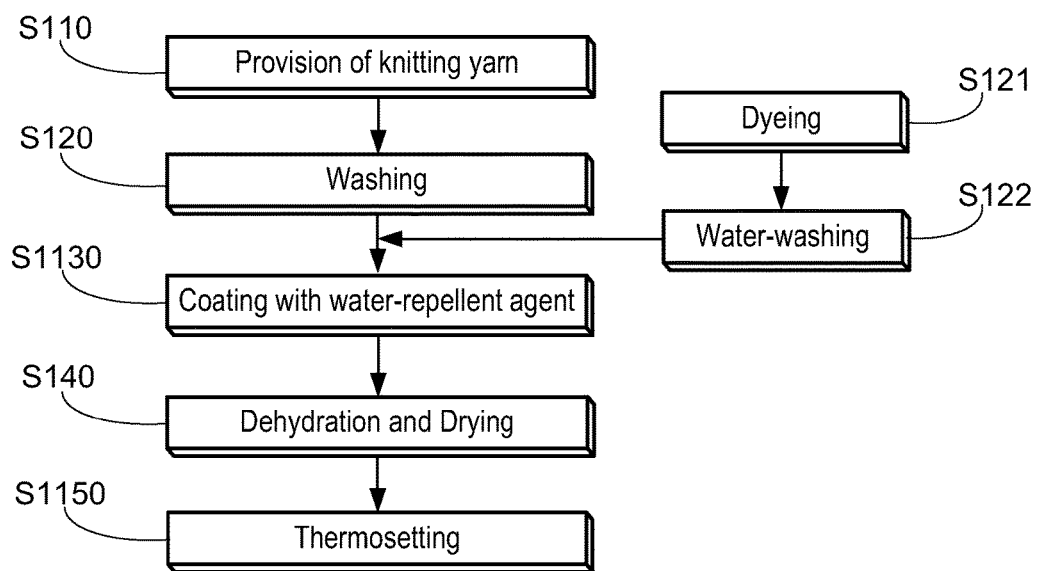 S110
Provision of knitting yarn
S121
Dyeing
S120
Washing
S122
Water-washing
S1130
Coating with water-repellent agent
S140
Dehydration and Drying
S1150
Thermosetting